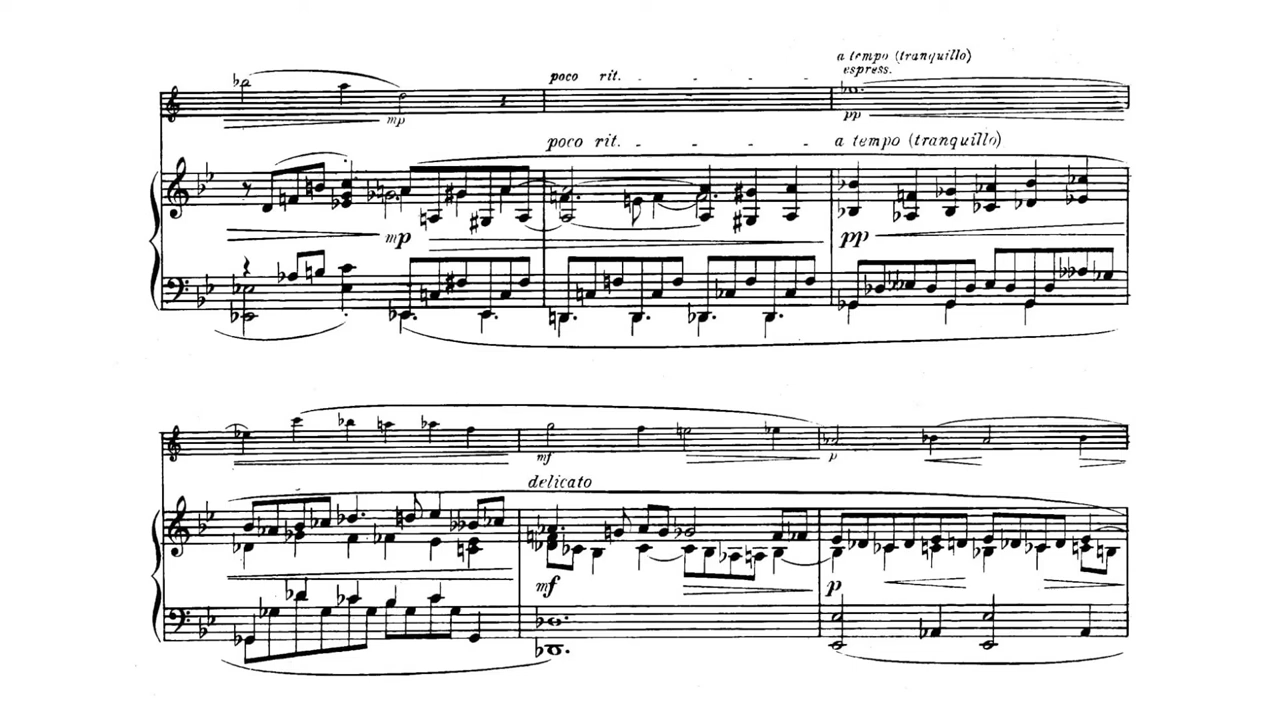 a tempo (tranquillo)
poco rit. espress.
mp pp
poco rit. a tempo (tranquillo)
mp pp
mf p
delicato
mf p